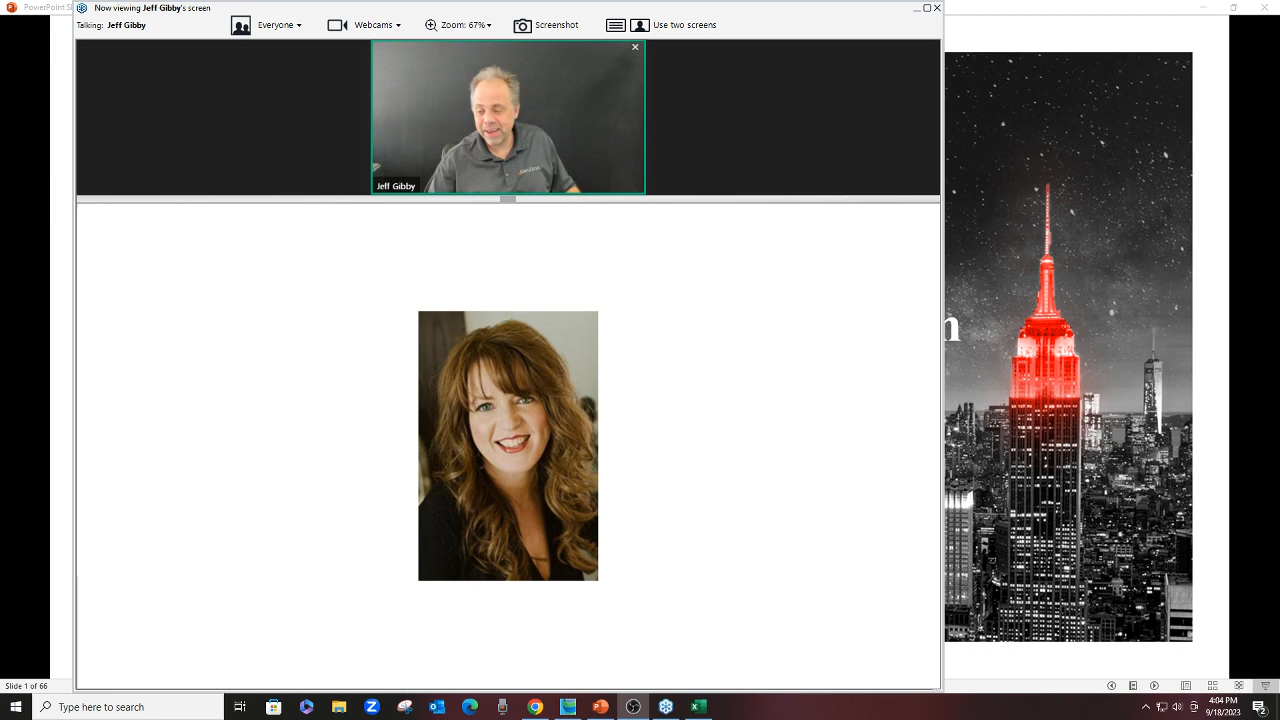 PowerPoint Sl
Now viewing Jeff Gibby's screen
Talking: Jeff Gibby
Everyone
Webcams
Zoom: 67%
Screenshot
Use two screens
Jeff Gibby
Slide 1 of 66
Type here to search
4:04 PM
9/18/2023
2